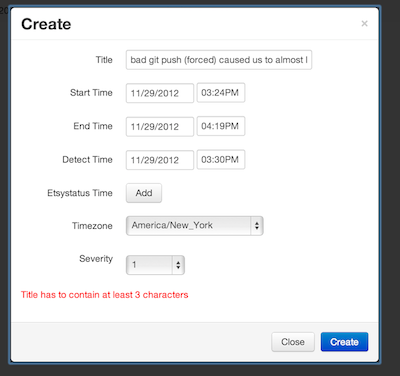 Create ×
Title bad git push (forced) caused us to almost l
Start Time 11/29/2012 03:24PM
End Time 11/29/2012 04:19PM
Detect Time 11/29/2012 03:30PM
Etsystatus Time Add
Timezone America/New_York
Severity 1
Title has to contain at least 3 characters
Close Create